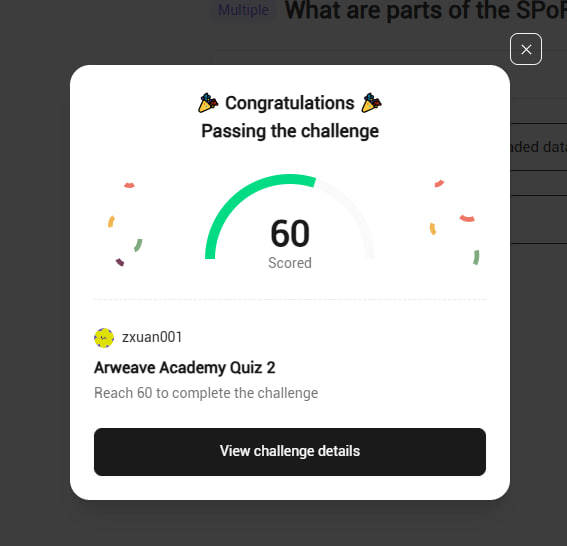 Multiple What are parts of the SPoR
🎉 Congratulations 🎉
Passing the challenge
aded data
60
Scored
zxuan001
Arweave Academy Quiz 2
Reach 60 to complete the challenge
View challenge details